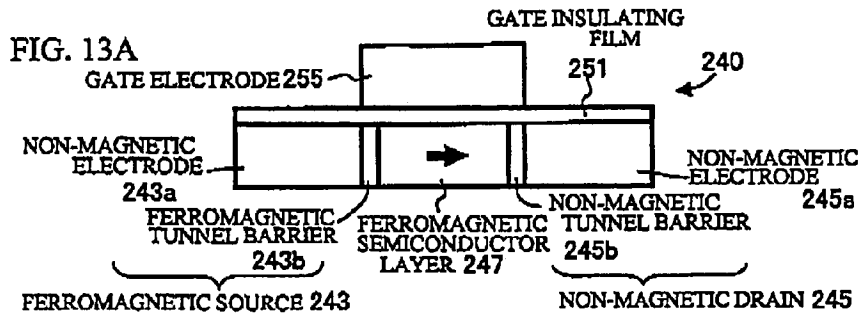 FIG. 13A
GATE INSULATING
FILM
251
240
GATE ELECTRODE 255
NON-MAGNETIC
ELECTRODE
243a
NON-MAGNETIC
ELECTRODE
245a
FERROMAGNETIC
TUNNEL BARRIER
243b
FERROMAGNETIC
SEMICONDUCTOR
LAYER 247
NON-MAGNETIC
TUNNEL BARRIER
245b
FERROMAGNETIC SOURCE 243
NON-MAGNETIC DRAIN 245